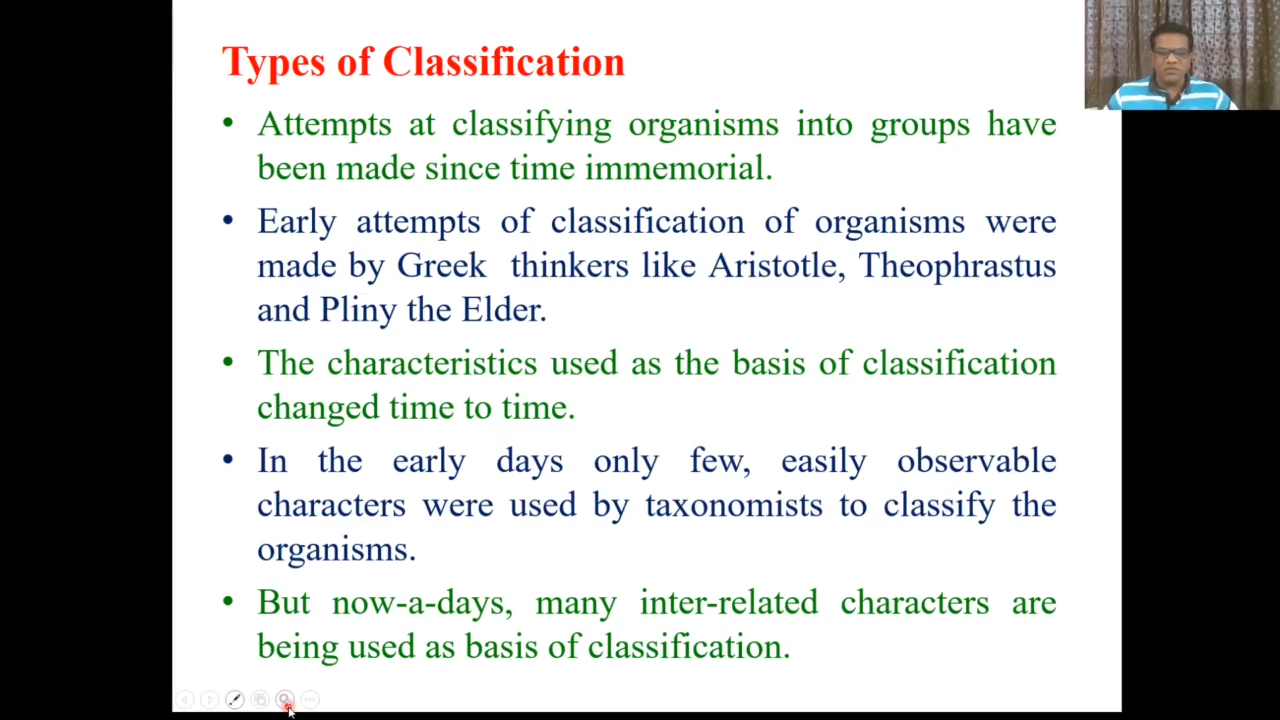 Types of Classification
• Attempts at classifying organisms into groups have
been made since time immemorial.
• Early attempts of classification of organisms were
made by Greek thinkers like Aristotle, Theophrastus
and Pliny the Elder.
• The characteristics used as the basis of classification
changed time to time.
• In the early days only few, easily observable
characters were used by taxonomists to classify the
organisms.
• But now-a-days, many inter-related characters are
being used as basis of classification.